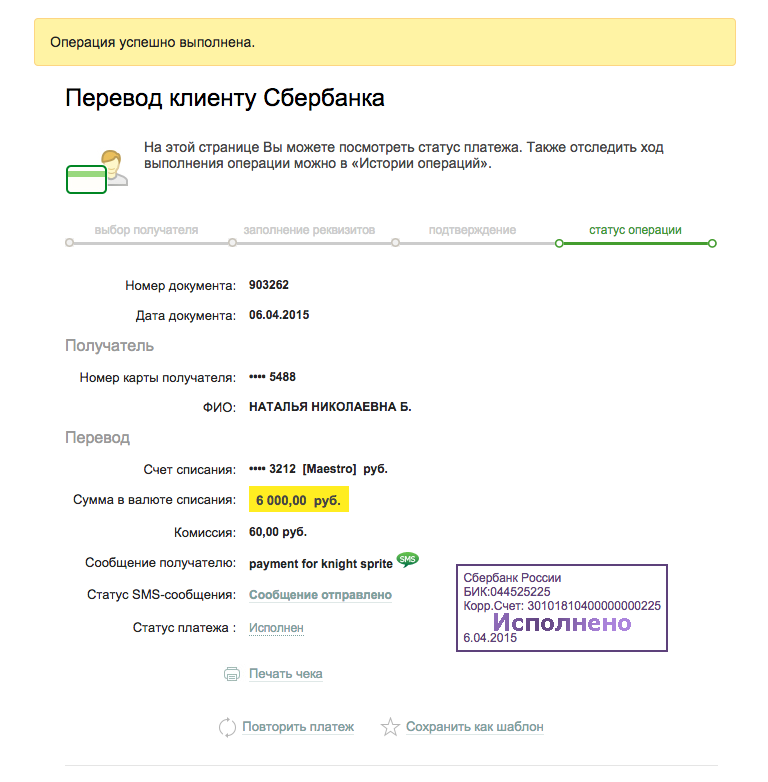 Операция успешно выполнена.
Перевод клиенту Сбербанка
На этой странице Вы можете посмотреть статус платежа. Также отследить ход
выполнения операции можно в «Истории операций».
выбор получателя заполнение реквизитов подтверждение статус операции
Номер документа: 903262
Дата документа: 06.04.2015
Получатель
Номер карты получателя: •••• 5488
ФИО: НАТАЛЬЯ НИКОЛАЕВНА Б.
Перевод
Счет списания: •••• 3212 [Maestro] руб.
Сумма в валюте списания: 6 000,00 руб.
Комиссия: 60,00 руб.
Сообщение получателю: payment for knight sprite SMS
Статус SMS-сообщения: Сообщение отправлено
Статус платежа : Исполнен
Сбербанк России
БИК:044525225
Корр.Счет: 30101810400000000225
Исполнено
6.04.2015
Печать чека
Повторить платеж Сохранить как шаблон